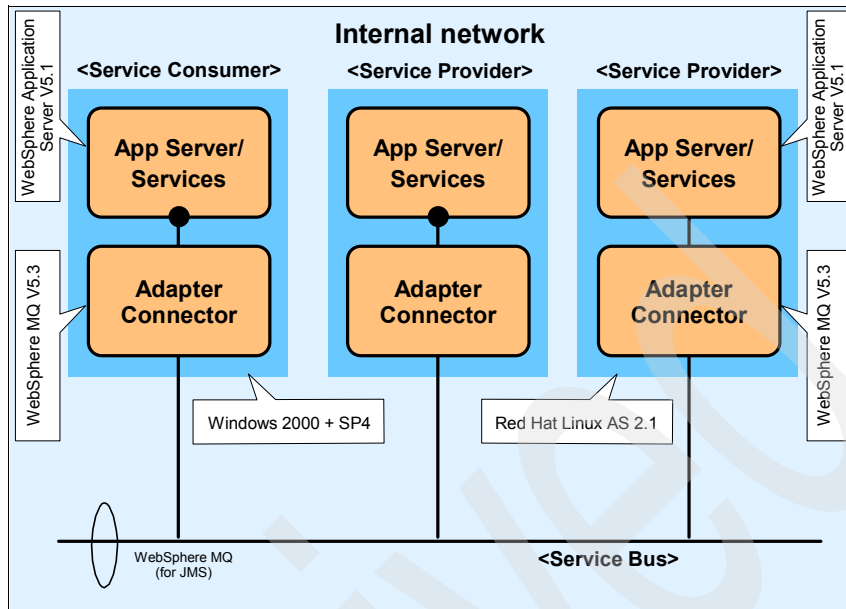 Internal network
<Service Consumer>
<Service Provider>
<Service Provider>
WebSphere Application
Server V5.1
App Server/
Services
App Server/
Services
App Server/
Services
WebSphere Application
Server V5.1
WebSphere MQ V5.3
Adapter
Connector
Adapter
Connector
Adapter
Connector
WebSphere MQ V5.3
Windows 2000 + SP4
Red Hat Linux AS 2.1
WebSphere MQ
(for JMS)
<Service Bus>